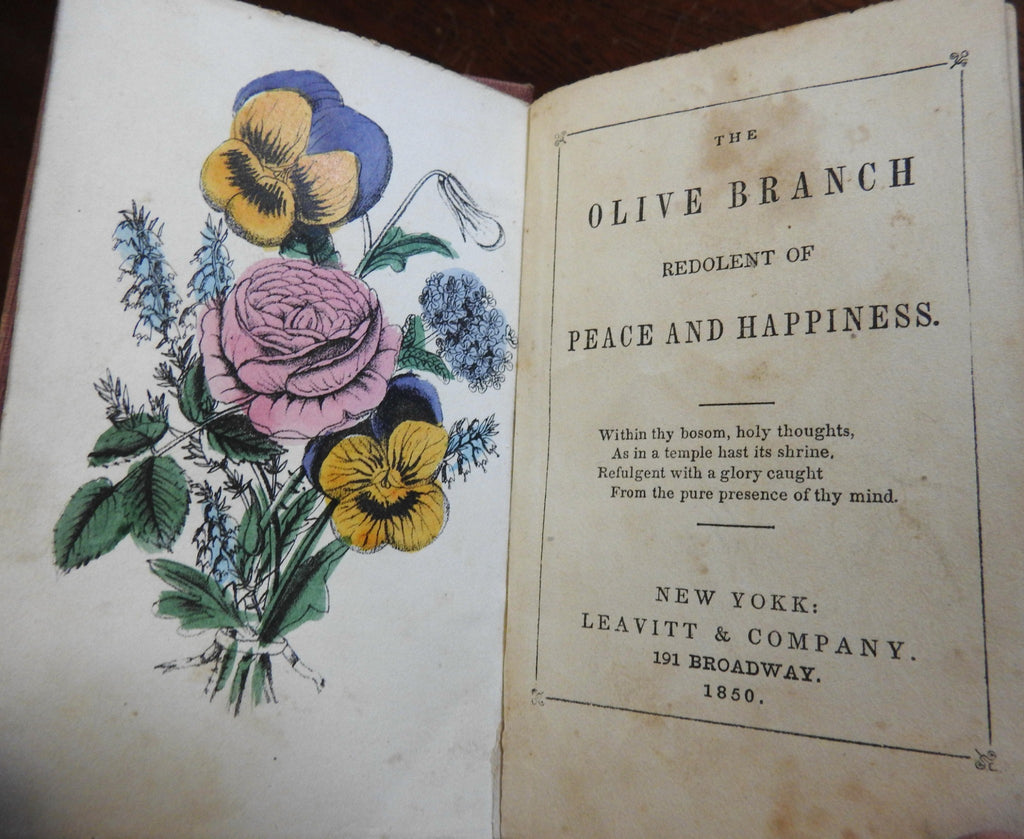 THE
OLIVE BRANCH
REDOLENT OF
PEACE AND HAPPINESS.
Within thy bosom, holy thoughts,
As in a temple hast its shrine,
Refulgent with a glory caught
From the pure presence of thy mind.
NEW YOKK:
LEAVITT & COMPANY.
191 BROADWAY.
1850.